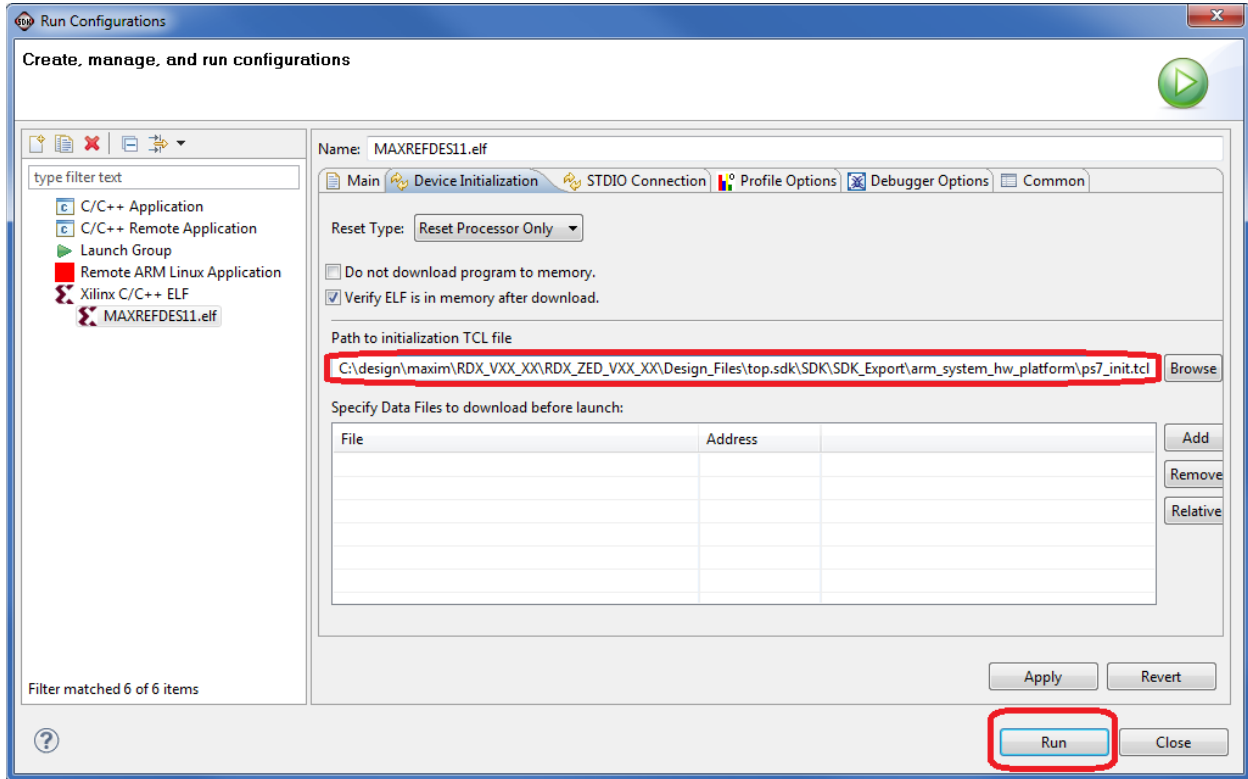 SDK Run Configurations
Create, manage, and run configurations
type filter text
C/C++ Application
C/C++ Remote Application
Launch Group
Remote ARM Linux Application
Xilinx C/C++ ELF
MAXREFDES11.elf
Filter matched 6 of 6 items
Name: MAXREFDES11.elf
Main Device Initialization STDIO Connection Profile Options Debugger Options Common
Reset Type: Reset Processor Only
Do not download program to memory.
Verify ELF is in memory after download.
Path to initialization TCL file
C:\design\maxim\RDX_VXX_XX\RDX_ZED_VXX_XX\Design_Files\top.sdk\SDK\SDK_Export\arm_system_hw_platform\ps7_init.tcl Browse
Specify Data Files to download before launch:
File Address Add
Remove
Relative
Apply Revert
? Run Close